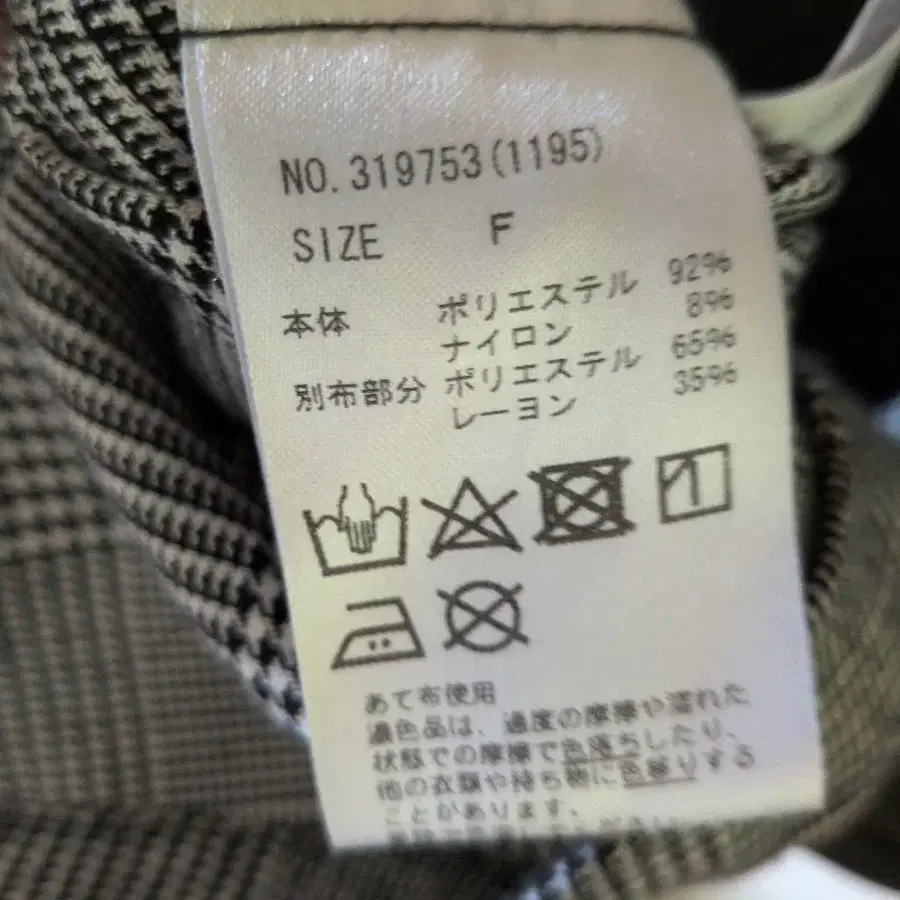 NO.319753(1195)
SIZE F
本体 ポリエステル 92%
ナイロン 8%
別布部分 ポリエステル 65%
レーヨン 35%
あて布使用
濃色品は、過度の摩擦や濡れた
状態での摩擦で色落ちしたり、
他の衣類や持ち物に色移りする
ことがあります。